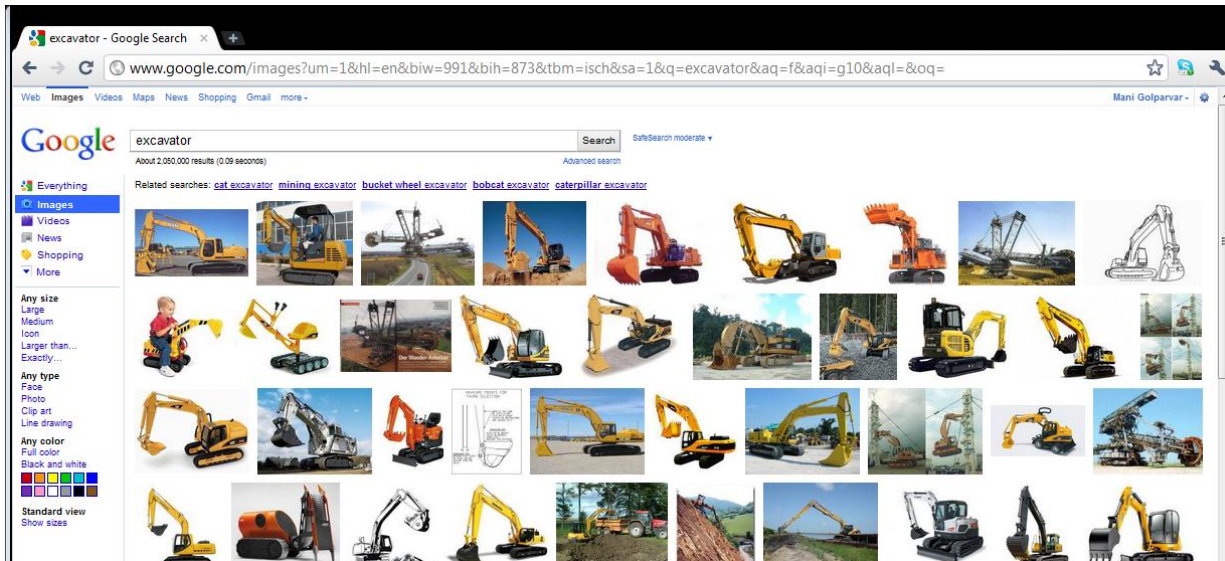 excavator - Google Search
www.google.com/images?um=1&hl=en&biw=991&bih=873&tbm=isch&sa=1&q=excavator&aq=f&aqi=g10&aql=&oq=
Web Images Videos Maps News Shopping Gmail more
Mani Golparvar
Google
excavator
Search
SafeSearch moderate
About 2,050,000 results (0.09 seconds)
Advanced search
Everything
Images
Videos
News
Shopping
More
Related searches: cat excavator mining excavator bucket wheel excavator bobcat excavator caterpillar excavator
Any size
Large
Medium
Icon
Larger than...
Exactly...
Any type
Face
Photo
Clip art
Line drawing
Any color
Full color
Black and white
Standard view
Show sizes